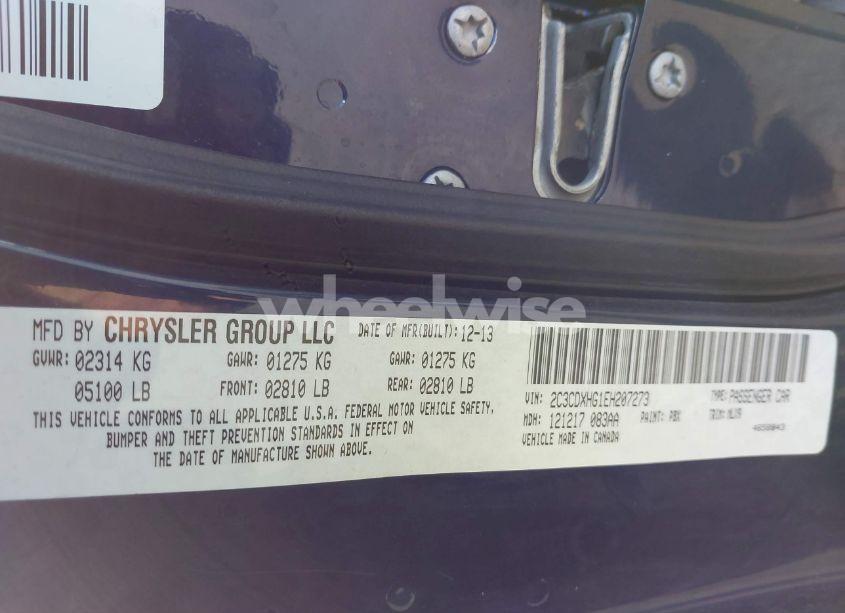 wheelwise
MFD BY CHRYSLER GROUP LLC DATE OF MFR(BUILT): 12-13
GVWR: 02314 KG GAWR: 01275 KG GAWR: 01275 KG
05100 LB FRONT: 02810 LB REAR: 02810 LB
THIS VEHICLE CONFORMS TO ALL APPLICABLE U.S.A. FEDERAL MOTOR VEHICLE SAFETY,
BUMPER AND THEFT PREVENTION STANDARDS IN EFFECT ON
THE DATE OF MANUFACTURE SHOWN ABOVE.
VIN: 2C3CDXHG1EH207273 TYPE: PASSENGER CAR
MDH: 121217 083AA PAINT: PBX TRIM: MLX9
VEHICLE MADE IN CANADA